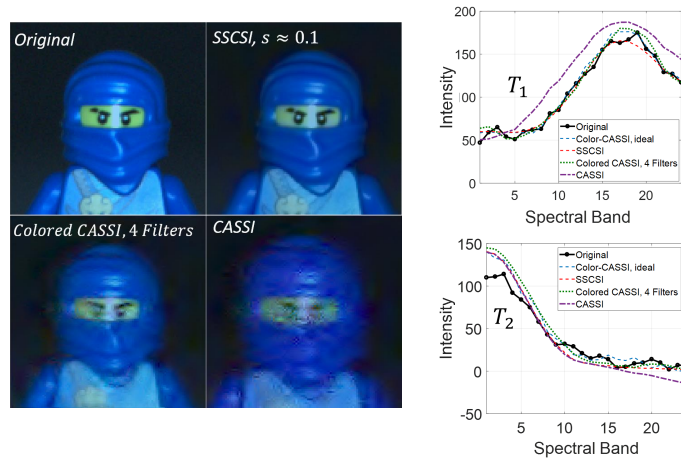 Original
SSCSI, s ≈ 0.1
Colored CASSI, 4 Filters
CASSI
200
150
100
50
0
Intensity
T1
Original
Color-CASSI, ideal
SSCSI
Colored CASSI, 4 Filters
CASSI
5
10
15
20
Spectral Band
150
100
50
0
-50
Intensity
T2
Original
Color-CASSI, ideal
SSCSI
Colored CASSI, 4 Filters
CASSI
5
10
15
20
Spectral Band